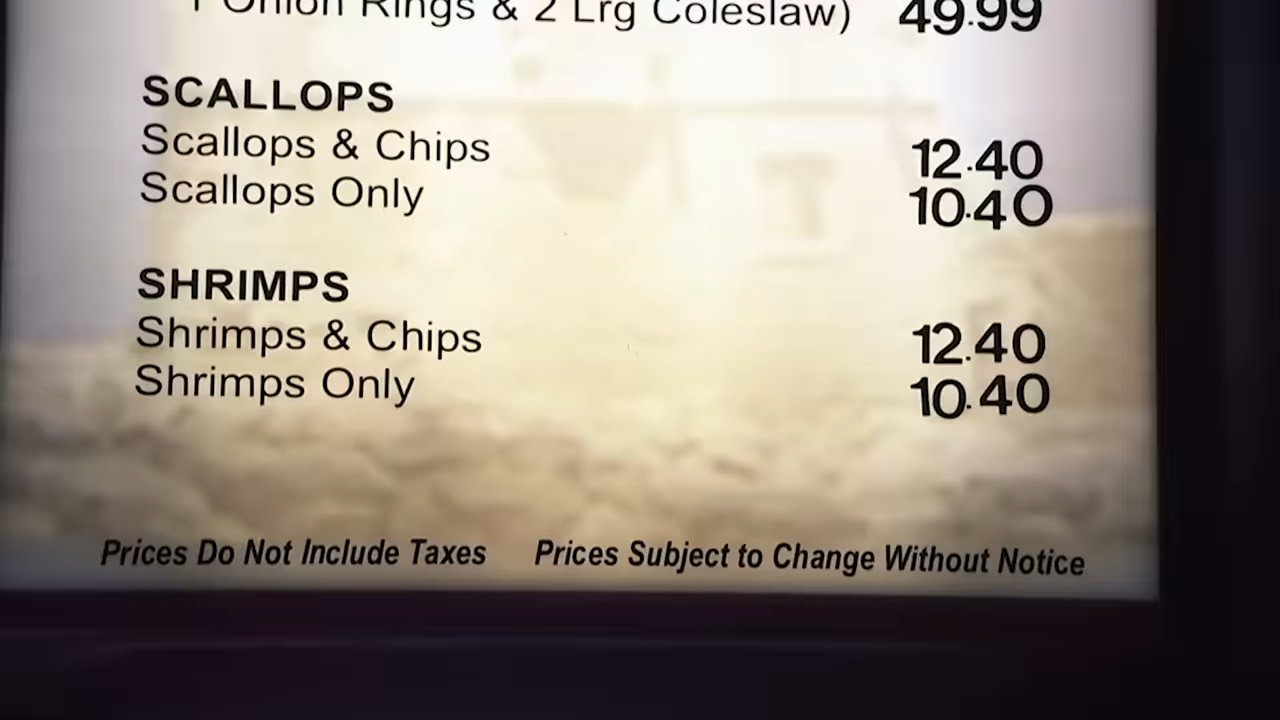 1 Onion Rings & 2 Lrg Coleslaw) 49.99
SCALLOPS
Scallops & Chips 12.40
Scallops Only 10.40
SHRIMPS
Shrimps & Chips 12.40
Shrimps Only 10.40
Prices Do Not Include Taxes Prices Subject to Change Without Notice